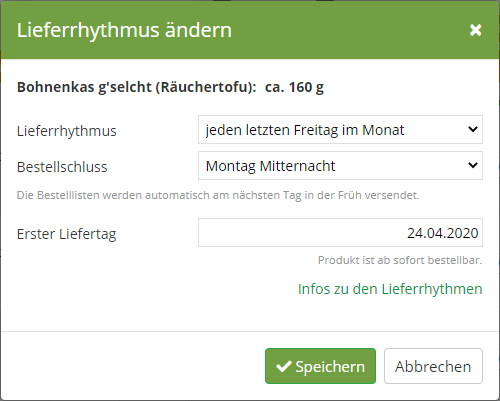 Lieferrhythmus ändern
Bohnenkas g'selcht (Räuchertofu): ca. 160 g
Lieferrhythmus jeden letzten Freitag im Monat
Bestellschluss Montag Mitternacht
Die Bestelllisten werden automatisch am nächsten Tag in der Früh versendet.
Erster Liefertag 24.04.2020
Produkt ist ab sofort bestellbar.
Infos zu den Lieferrhythmen
Speichern Abbrechen